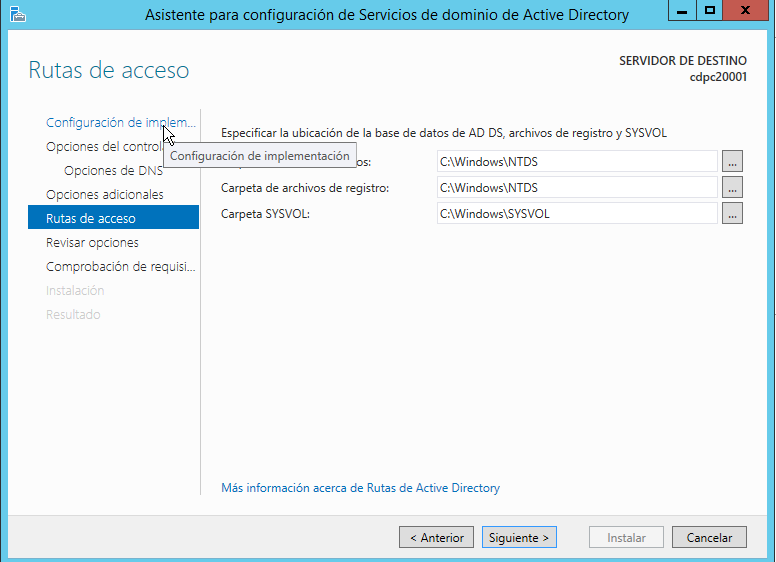 Asistente para configuración de Servicios de dominio de Active Directory
Rutas de acceso
SERVIDOR DE DESTINO
cdpc20001
Configuración de implem...
Opciones del controla
Configuración de implementación
Opciones de DNS
Opciones adicionales
Rutas de acceso
Revisar opciones
Comprobación de requisi...
Instalación
Resultado
Especificar la ubicación de la base de datos de AD DS, archivos de registro y SYSVOL
os: C:\Windows\NTDS ...
Carpeta de archivos de registro: C:\Windows\NTDS ...
Carpeta SYSVOL: C:\Windows\SYSVOL ...
Más información acerca de Rutas de Active Directory
< Anterior Siguiente > Instalar Cancelar